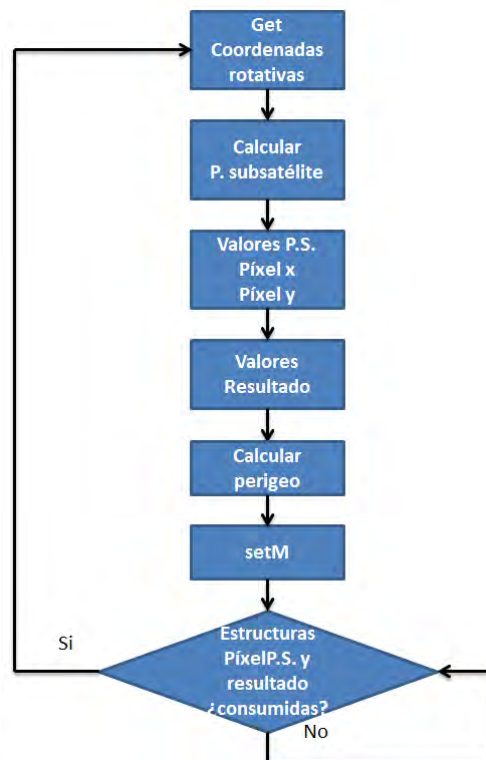 Get
Coordenadas
rotativas
Calcular
P. subsatélite
Valores P.S.
Píxel x
Píxel y
Valores
Resultado
Calcular
perigeo
setM
Estructuras
PíxelP.S. y
resultado
¿consumidas?
Si
No